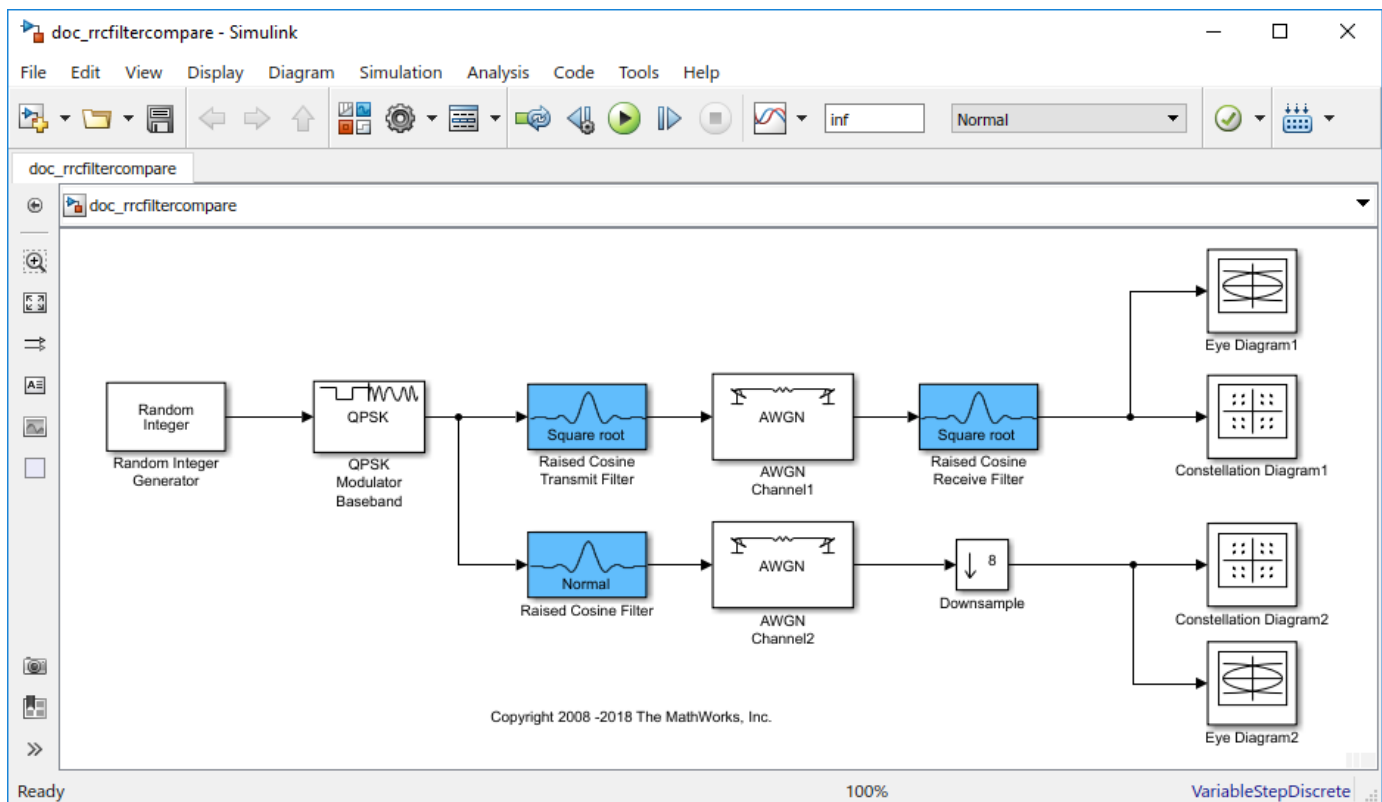 doc_rrcfiltercompare - Simulink
File Edit View Display Diagram Simulation Analysis Code Tools Help
inf
Normal
doc_rrcfiltercompare
doc_rrcfiltercompare
Eye Diagram1
Random
Integer
Random Integer
Generator
QPSK
QPSK
Modulator
Baseband
Square root
Raised Cosine
Transmit Filter
AWGN
AWGN
Channel1
Square root
Raised Cosine
Receive Filter
Constellation Diagram1
Normal
Raised Cosine Filter
AWGN
AWGN
Channel2
8
Downsample
Constellation Diagram2
Eye Diagram2
Copyright 2008 -2018 The MathWorks, Inc.
Ready
100%
VariableStepDiscrete